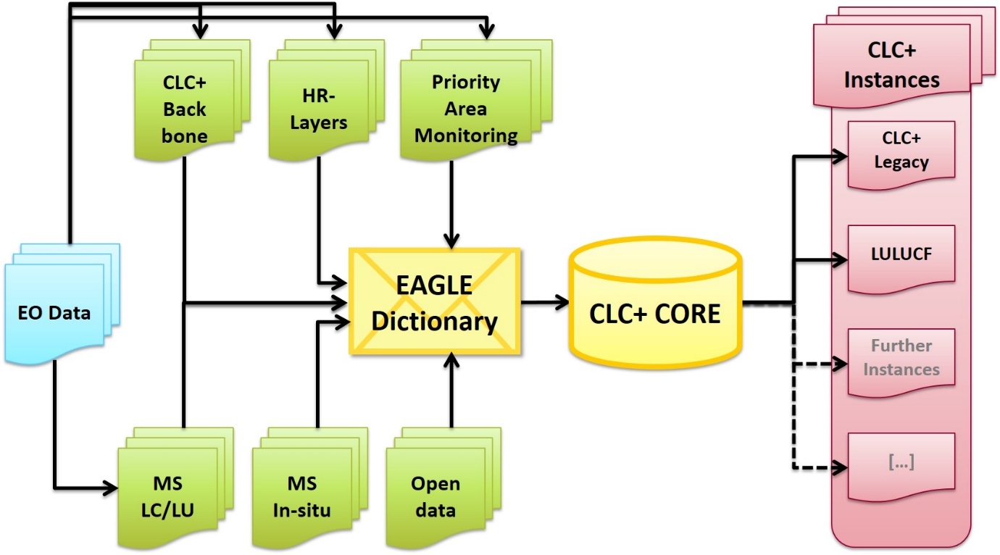 CLC+
Back
bone
HR-
Layers
Priority
Area
Monitoring
CLC+
Instances
CLC+
Legacy
LULUCF
Further
Instances
[...]
EO Data
EAGLE
Dictionary
CLC+ CORE
MS
LC/LU
MS
In-situ
Open
data